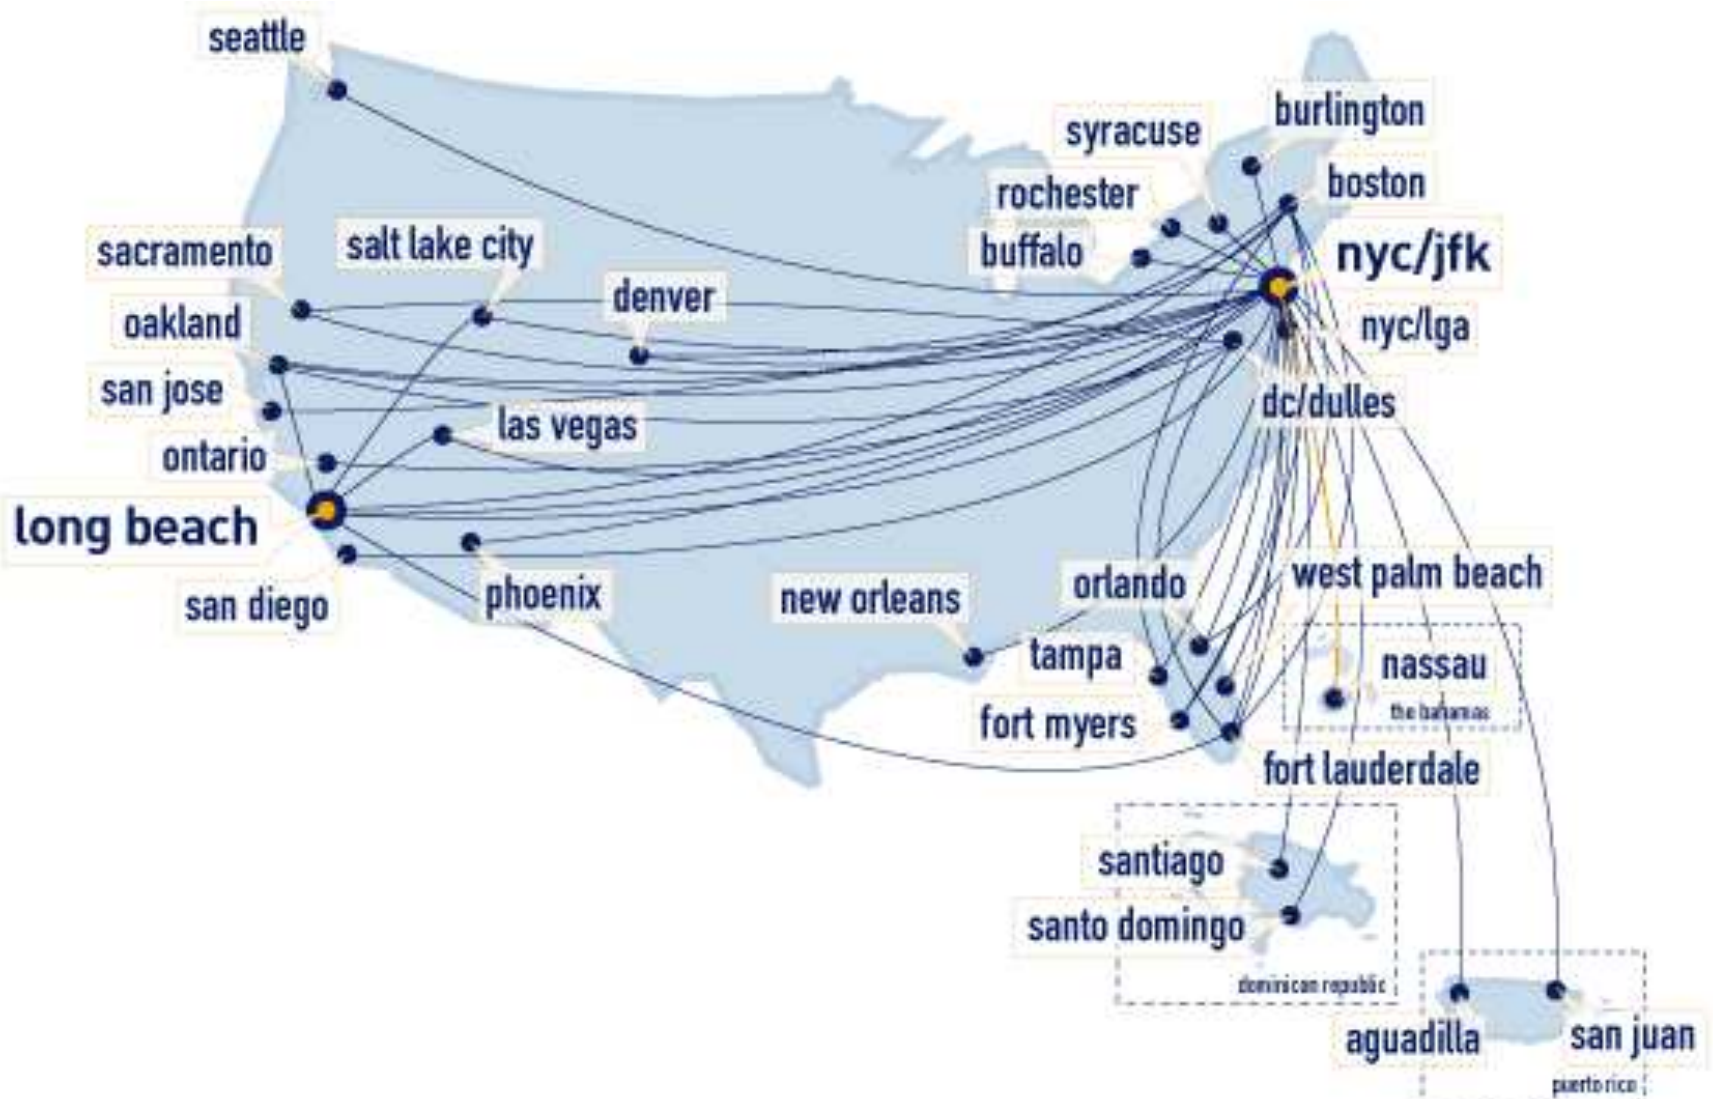 seattle
burlington
syracuse
boston
rochester
sacramento
salt lake city
buffalo
nyc/jfk
denver
oakland
nyc/lga
san jose
dc/dulles
las vegas
ontario
long beach
san diego
phoenix
new orleans
orlando
west palm beach
tampa
nassau
the bahamas
fort myers
fort lauderdale
santiago
santo domingo
dominican republic
aguadilla
san juan
puerto rico